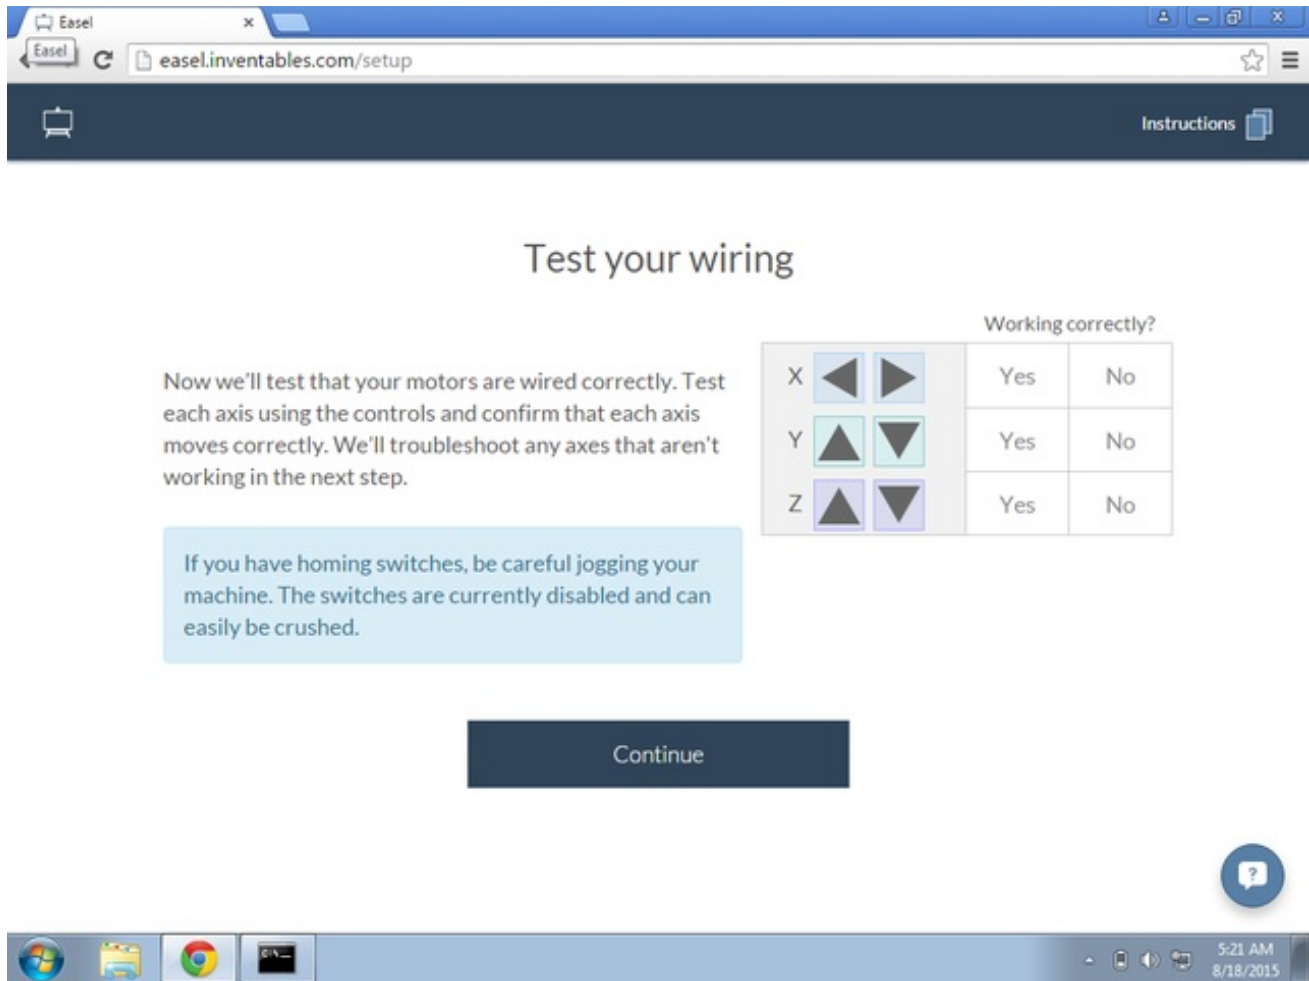 Easel
Easel
easel.inventables.com/setup
Instructions
Test your wiring
Working correctly?
Now we'll test that your motors are wired correctly. Test
each axis using the controls and confirm that each axis
moves correctly. We'll troubleshoot any axes that aren't
working in the next step.
X Yes No
Y Yes No
Z Yes No
If you have homing switches, be careful jogging your
machine. The switches are currently disabled and can
easily be crushed.
Continue
?
5:21 AM
8/18/2015